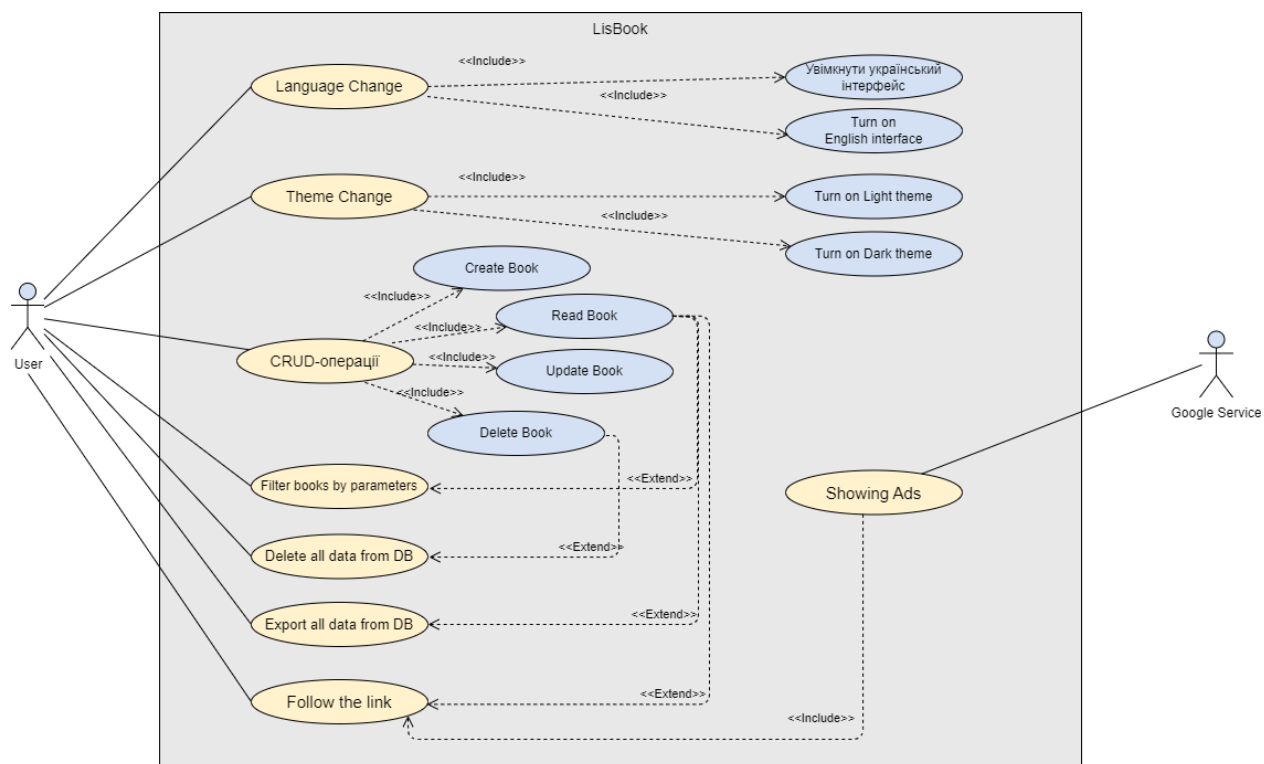 LisBook
<<Include>>
Language Change
Увімкнути український
інтерфейс
<<Include>>
Turn on
English interface
<<Include>>
Theme Change
Turn on Light theme
<<Include>>
Turn on Dark theme
Create Book
<<Include>>
Read Book
<<Include>>
User
CRUD-операції
<<Include>>
Update Book
<<Include>>
Delete Book
Google Service
Filter books by parameters
<<Extend>>
Showing Ads
Delete all data from DB
<<Extend>>
Export all data from DB
<<Extend>>
Follow the link
<<Extend>>
<<Include>>